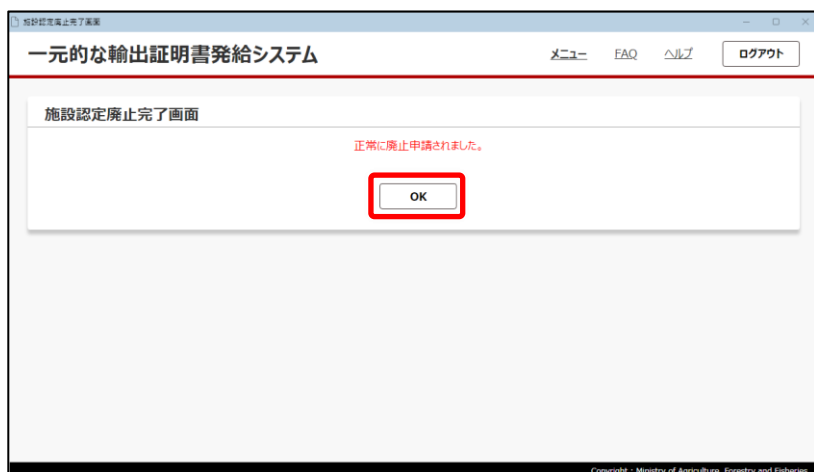 施設認定廃止完了画面
一元的な輸出証明書発給システム
メニュー FAQ ヘルプ ログアウト
施設認定廃止完了画面
正常に廃止申請されました。
OK
Copyright : Ministry of Agriculture, Forestry and Fisheries